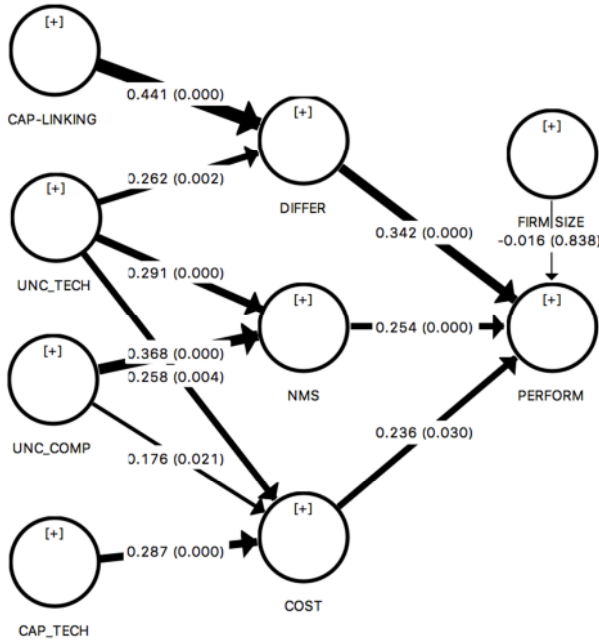 [+]
CAP-LINKING
0.441 (0.000)
[+]
DIFFER
[+]
FIRM SIZE
-0.016 (0.838)
[+]
UNC_TECH
0.262 (0.002)
0.342 (0.000)
0.291 (0.000)
[+]
NMS
0.254 (0.000)
[+]
PERFORM
[+]
UNC_COMP
0.368 (0.000)
0.258 (0.004)
0.176 (0.021)
0.236 (0.030)
[+]
CAP_TECH
0.287 (0.000)
[+]
COST